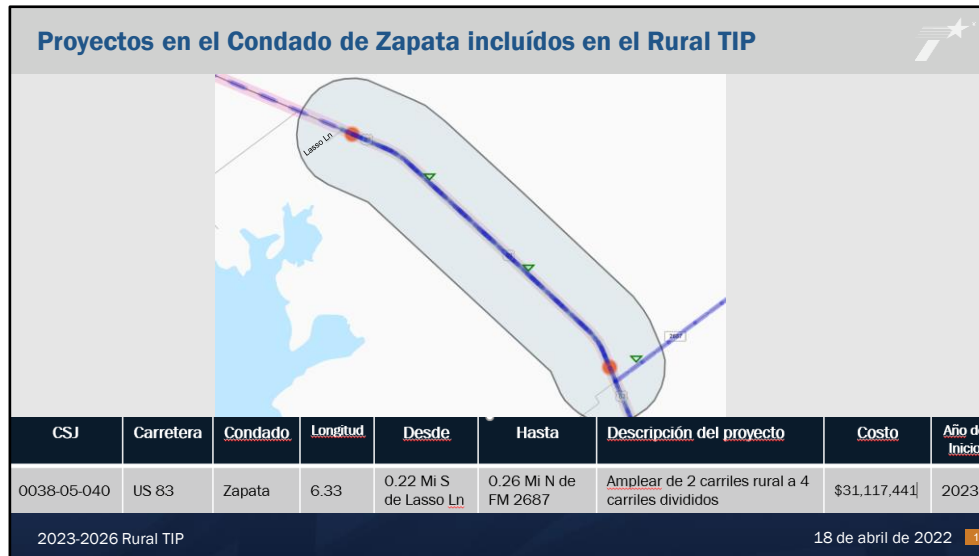 Proyectos en el Condado de Zapata incluídos en el Rural TIP
Lasso Ln
2687
CSJ
Carretera
Condado
Longitud
Desde
Hasta
Descripción del proyecto
Costo
Año de
Inicio
0038-05-040
US 83
Zapata
6.33
0.22 Mi S
de Lasso Ln
0.26 Mi N de
FM 2687
Amplear de 2 carriles rural a 4
carriles divididos
$31,117,441
2023
2023-2026 Rural TIP
18 de abril de 2022